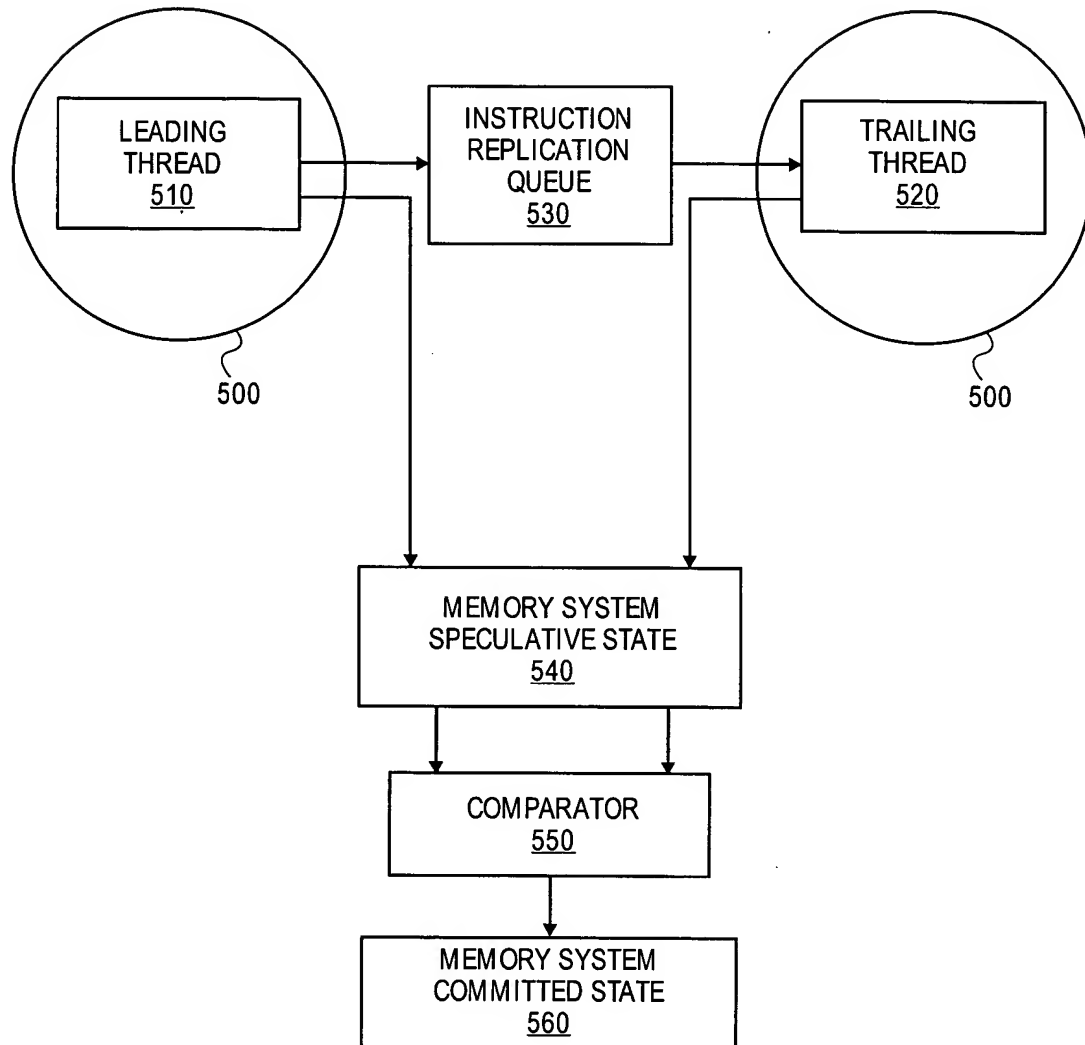 LEADING
THREAD
510
INSTRUCTION
REPLICATION
QUEUE
530
TRAILING
THREAD
520
500
500
MEMORY SYSTEM
SPECULATIVE STATE
540
COMPARATOR
550
MEMORY SYSTEM
COMMITTED STATE
560